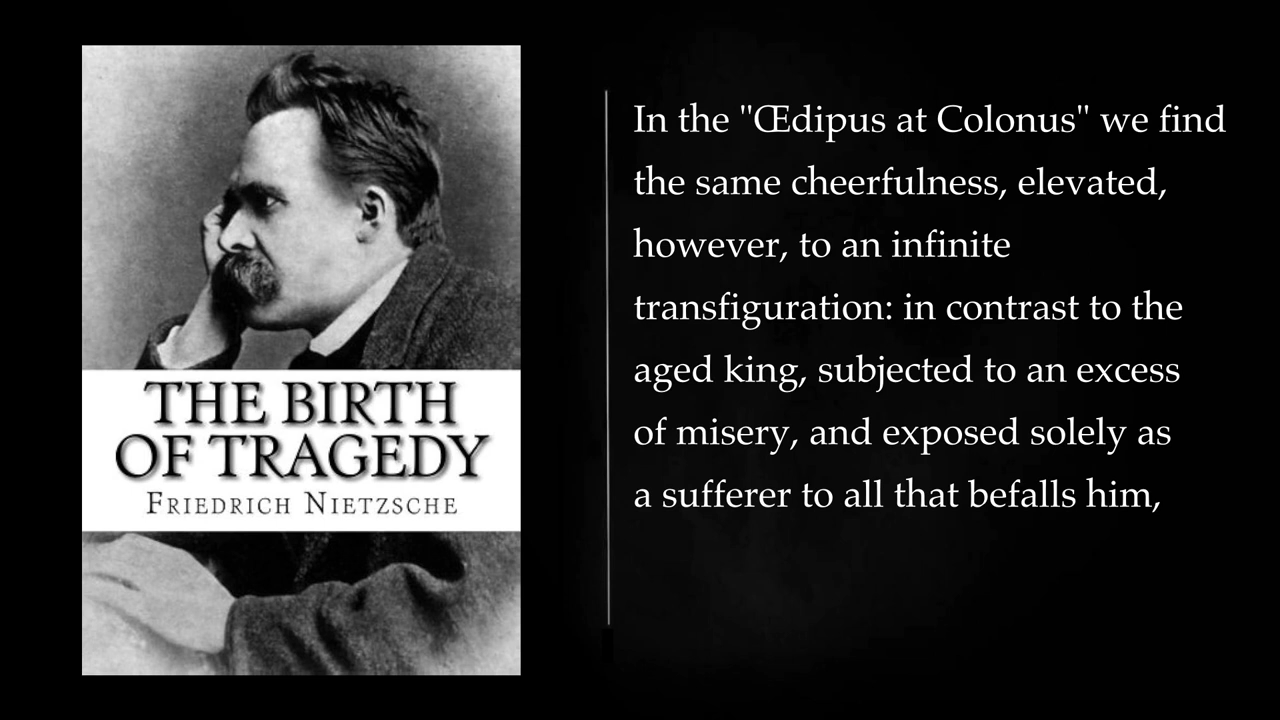 THE BIRTH
OF TRAGEDY
FRIEDRICH NIETZSCHE
In the "Œdipus at Colonus" we find
the same cheerfulness, elevated,
however, to an infinite
transfiguration: in contrast to the
aged king, subjected to an excess
of misery, and exposed solely as
a sufferer to all that befalls him,